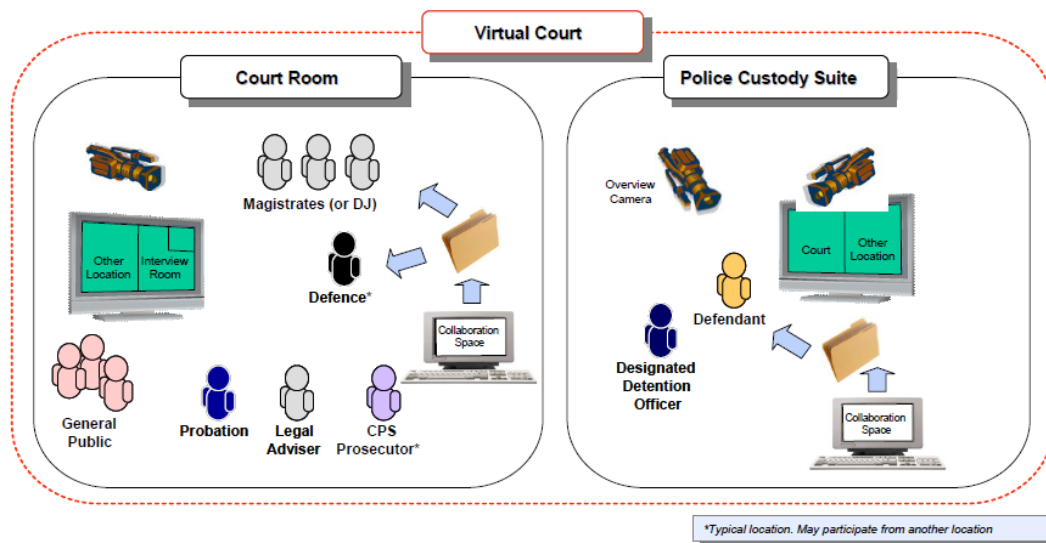 Virtual Court
Court Room
Magistrates (or DJ)
Other
Location
Interview
Room
Defence*
Collaboration
Space
General
Public
Probation
Legal
Adviser
CPS
Prosecutor*
Police Custody Suite
Overview
Camera
Court
Other
Location
Defendant
Designated
Detention
Officer
Collaboration
Space
*Typical location. May participate from another location